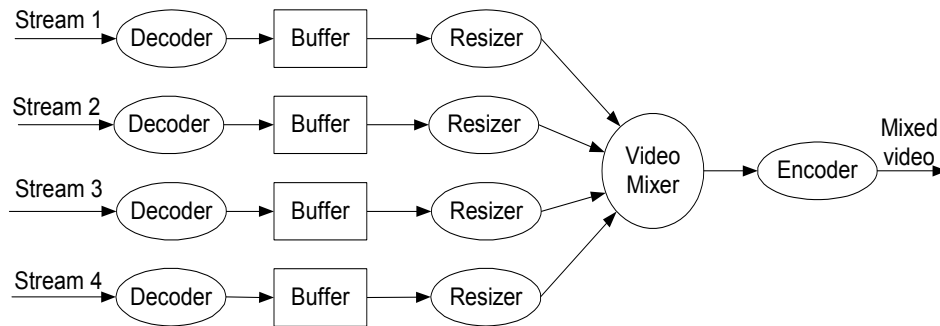 Stream 1
Decoder
Buffer
Resizer
Stream 2
Decoder
Buffer
Resizer
Video
Mixer
Encoder
Mixed
video
Stream 3
Decoder
Buffer
Resizer
Stream 4
Decoder
Buffer
Resizer